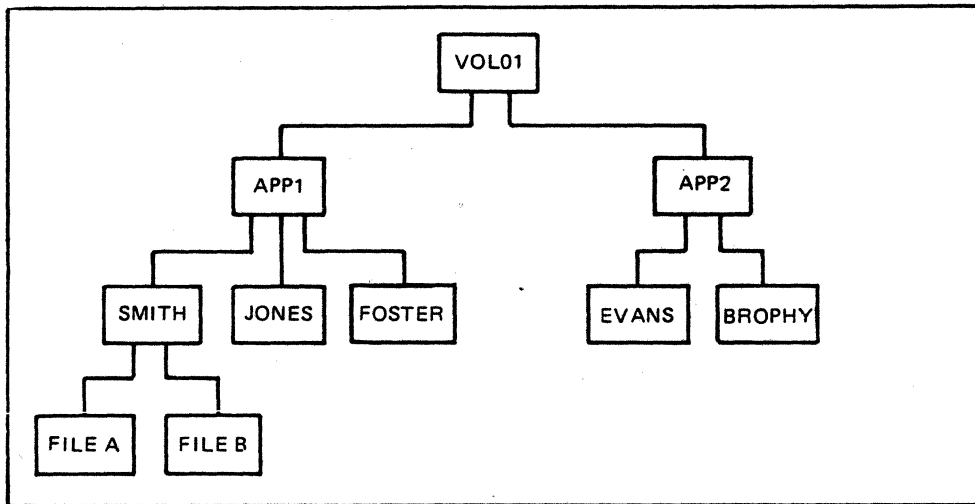 VOL01
APP1
APP2
SMITH
JONES
FOSTER
EVANS
BROPHY
FILE A
FILE B